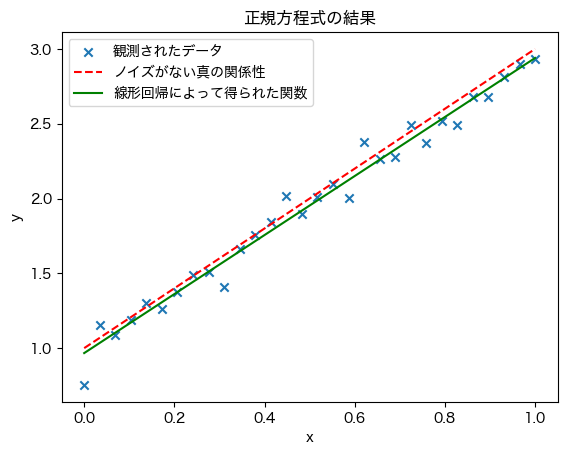 正規方程式の結果
観測されたデータ
ノイズがない真の関係性
線形回帰によって得られた関数
3.0
2.5
2.0
1.5
1.0
y
0.0 0.2 0.4 0.6 0.8 1.0
x